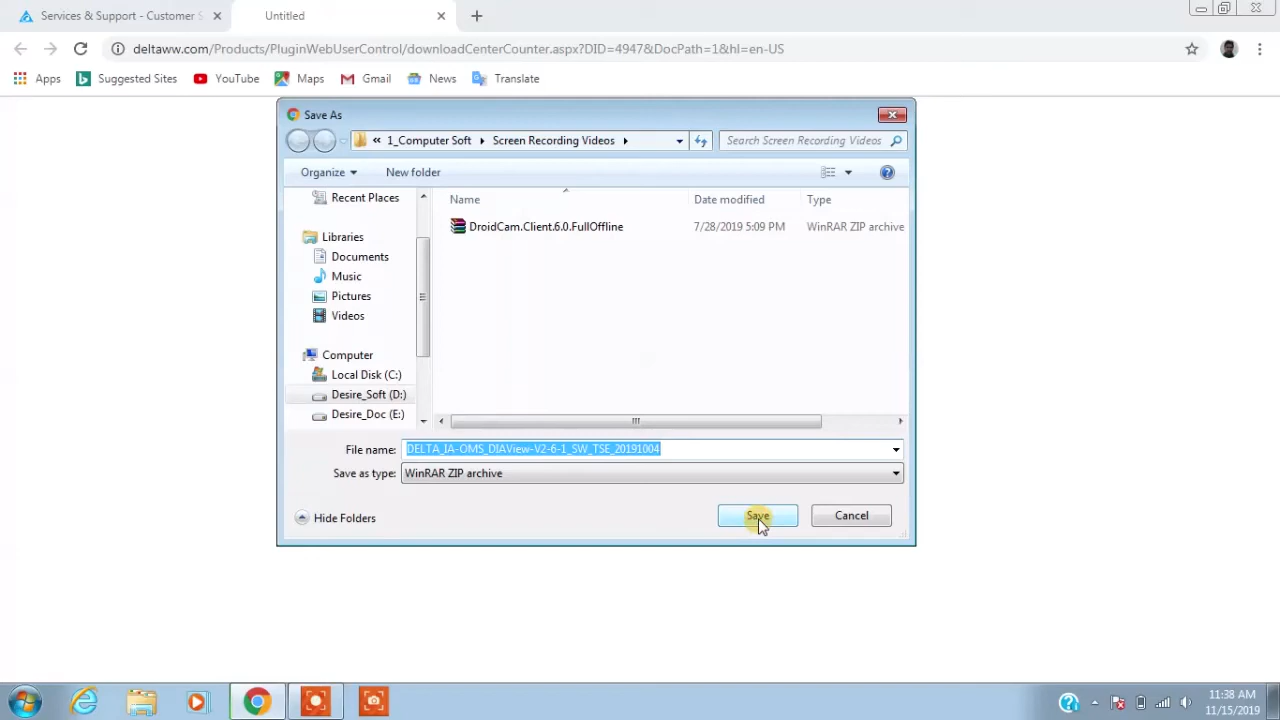 Services & Support - Customer S
Untitled
deltaww.com/Products/PluginWebUserControl/downloadCenterCounter.aspx?DID=4947&DocPath=1&hl=en-US
Apps Suggested Sites YouTube Maps Gmail News Translate
Save As
« 1_Computer Soft Screen Recording Videos Search Screen Recording Videos
Organize New folder
Recent Places Name Date modified Type
DroidCam.Client.6.0.FullOffline 7/28/2019 5:09 PM WinRAR ZIP archive
Libraries
Documents
Music
Pictures
Videos
Computer
Local Disk (C:)
Desire_Soft (D:)
Desire_Doc (E:)
File name: DELTA_IA-OMS_DIAView-V2-6-1_SW_TSE_20191004
Save as type: WinRAR ZIP archive
Hide Folders Save Cancel
11:38 AM
11/15/2019